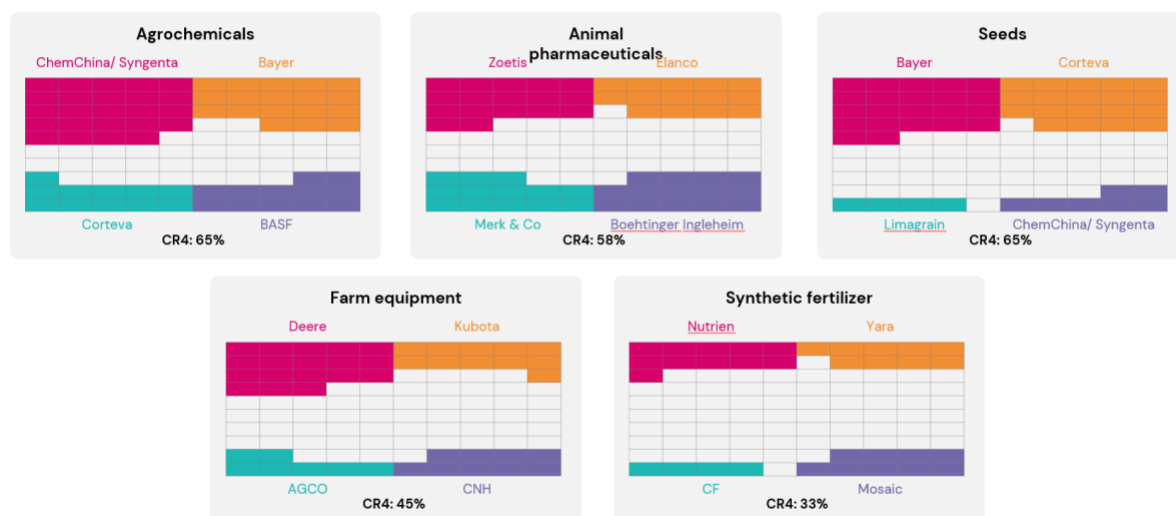 Agrochemicals
ChemChina/ Syngenta
Bayer
Corteva
BASF
CR4: 65%
Animal
pharmaceuticals
Zoetis
Elanco
Merk & Co
Boehtinger Ingleheim
CR4: 58%
Seeds
Bayer
Corteva
Limagrain
ChemChina/ Syngenta
CR4: 65%
Farm equipment
Deere
Kubota
AGCO
CNH
CR4: 45%
Synthetic fertilizer
Nutrien
Yara
CF
Mosaic
CR4: 33%